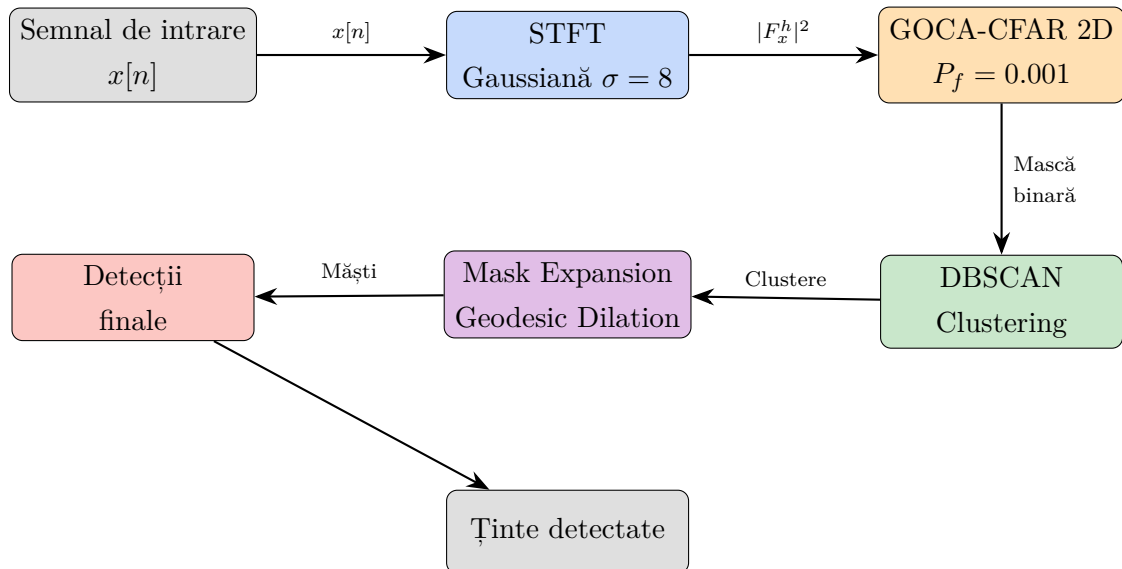 Semnal de intrare
x[n]
x[n]
STFT
Gaussiană σ = 8
|F_x^h|^2
GOCA-CFAR 2D
P_f = 0.001
Mască
binară
Detecții
finale
Măști
Mask Expansion
Geodesic Dilation
Clustere
DBSCAN
Clustering
Ținte detectate